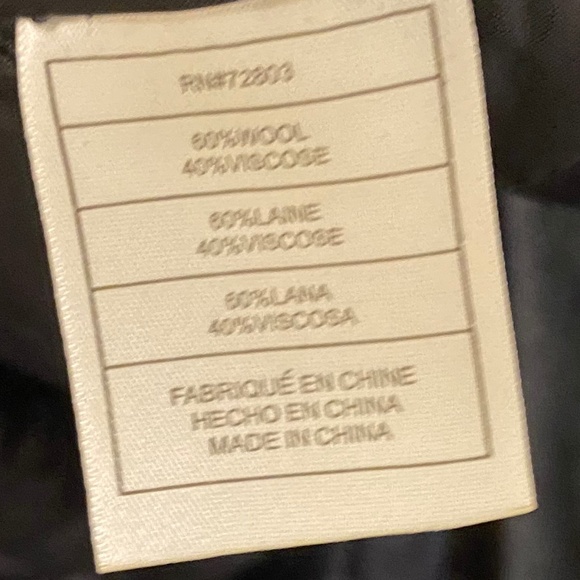 RN#72803
60%WOOL
40%VISCOSE
60%LAINE
40%VISCOSE
60%LANA
40%VISCOSA
FABRIQUÉ EN CHINE
HECHO EN CHINA
MADE IN CHINA